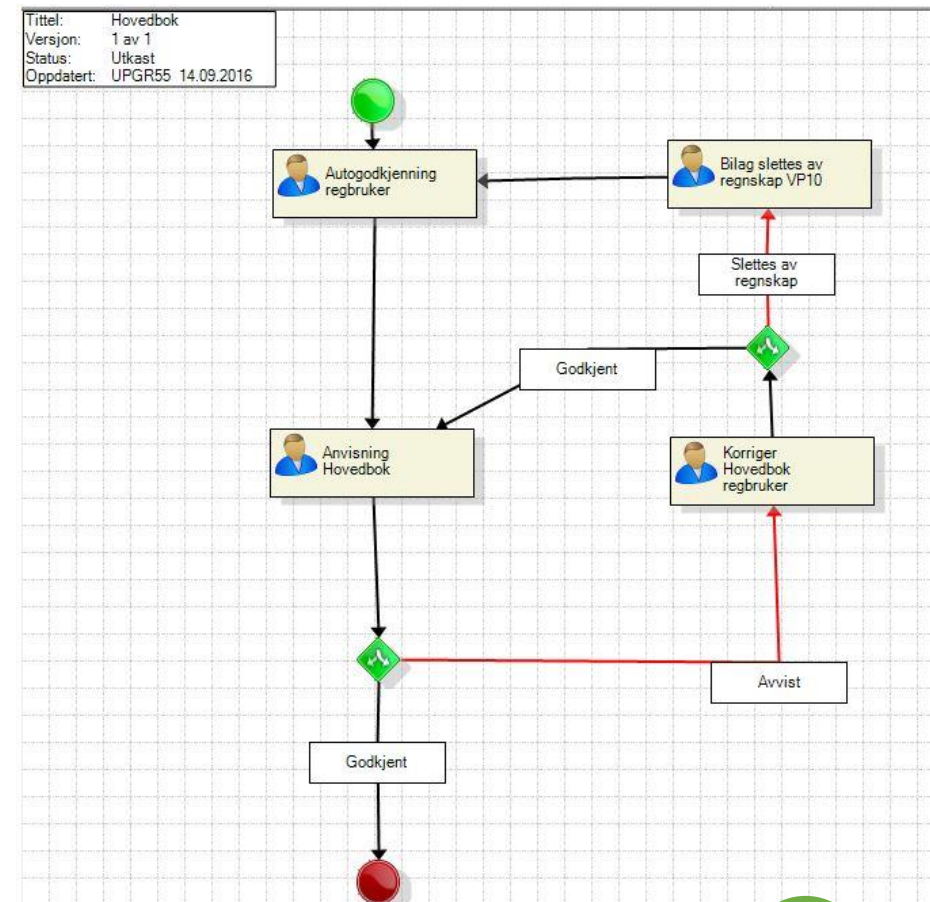 Tittel: Hovedbok
Versjon: 1 av 1
Status: Utkast
Oppdatert: UPGR55 14.09.2016
Autogodkjenning
regbruker
Bilag slettes av
regnskap VP10
Slettes av
regnskap
Godkjent
Anvisning
Hovedbok
Korriger
Hovedbok
regbruker
Avvist
Godkjent